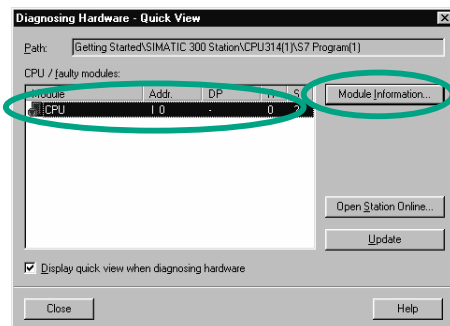 Diagnosing Hardware - Quick View
Path: Getting Started\SIMATIC 300 Station\CPU314(1)\S7 Program(1)
CPU / faulty modules:
Module Addr. DP R S
CPU I 0 - 0 2
Module Information...
Open Station Online...
Update
Display quick view when diagnosing hardware
Close
Help